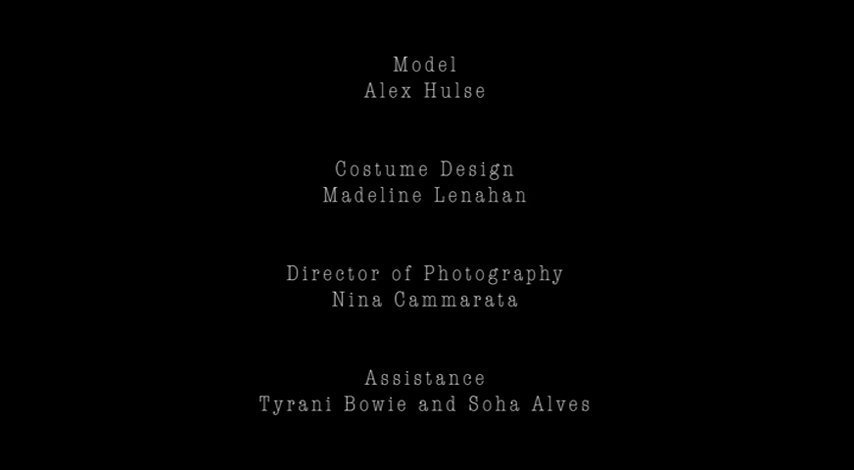 Model
Alex Hulse
Costume Design
Madeline Lenahan
Director of Photography
Nina Cammarata
Assistance
Tyrani Bowie and Soha Alves